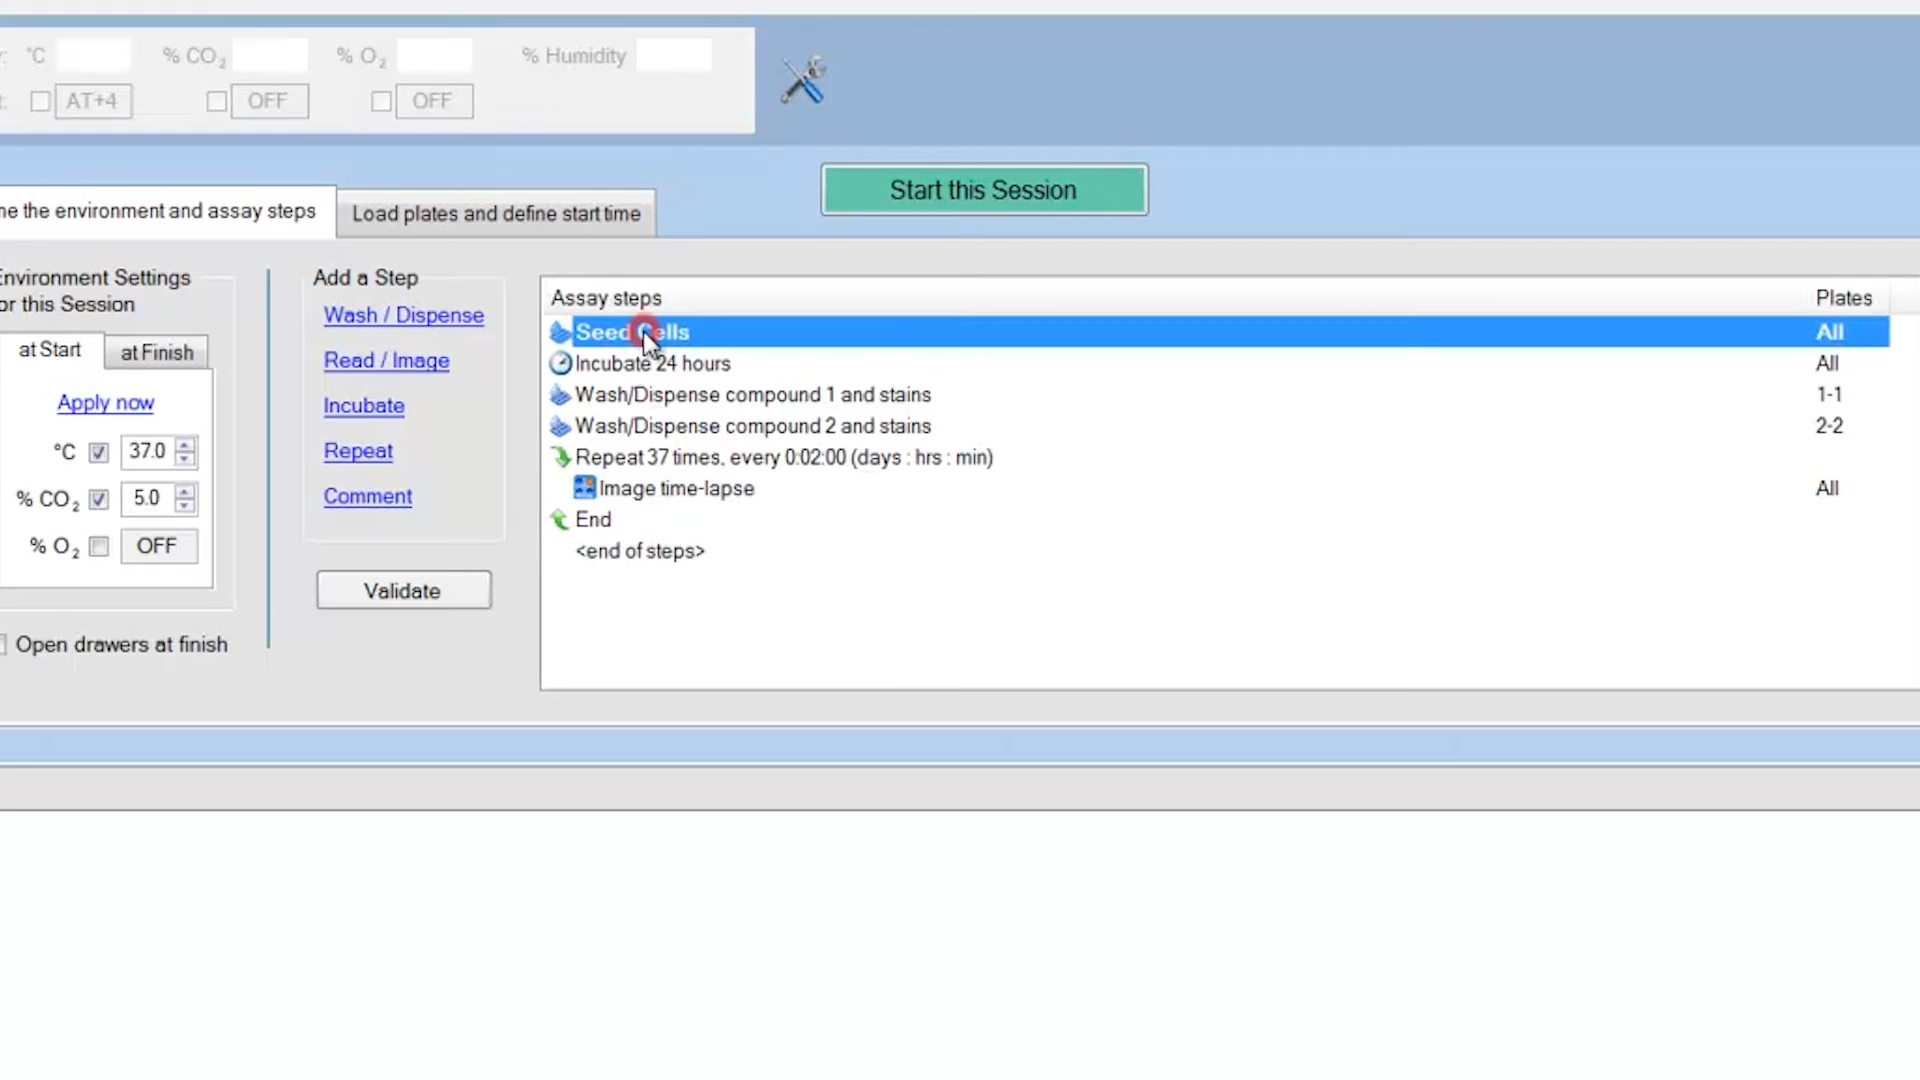 °C % CO2 % O2 % Humidity
AT+4 OFF OFF
Start this Session
the environment and assay steps
Load plates and define start time
Environment Settings
for this Session
at Start at Finish
Apply now
°C 37.0
% CO2 5.0
% O2 OFF
Open drawers at finish
Add a Step
Wash / Dispense
Read / Image
Incubate
Repeat
Comment
Validate
Assay steps Plates
Seed Cells All
Incubate 24 hours All
Wash/Dispense compound 1 and stains 1-1
Wash/Dispense compound 2 and stains 2-2
Repeat 37 times, every 0:02:00 (days : hrs : min)
Image time-lapse All
End
<end of steps>